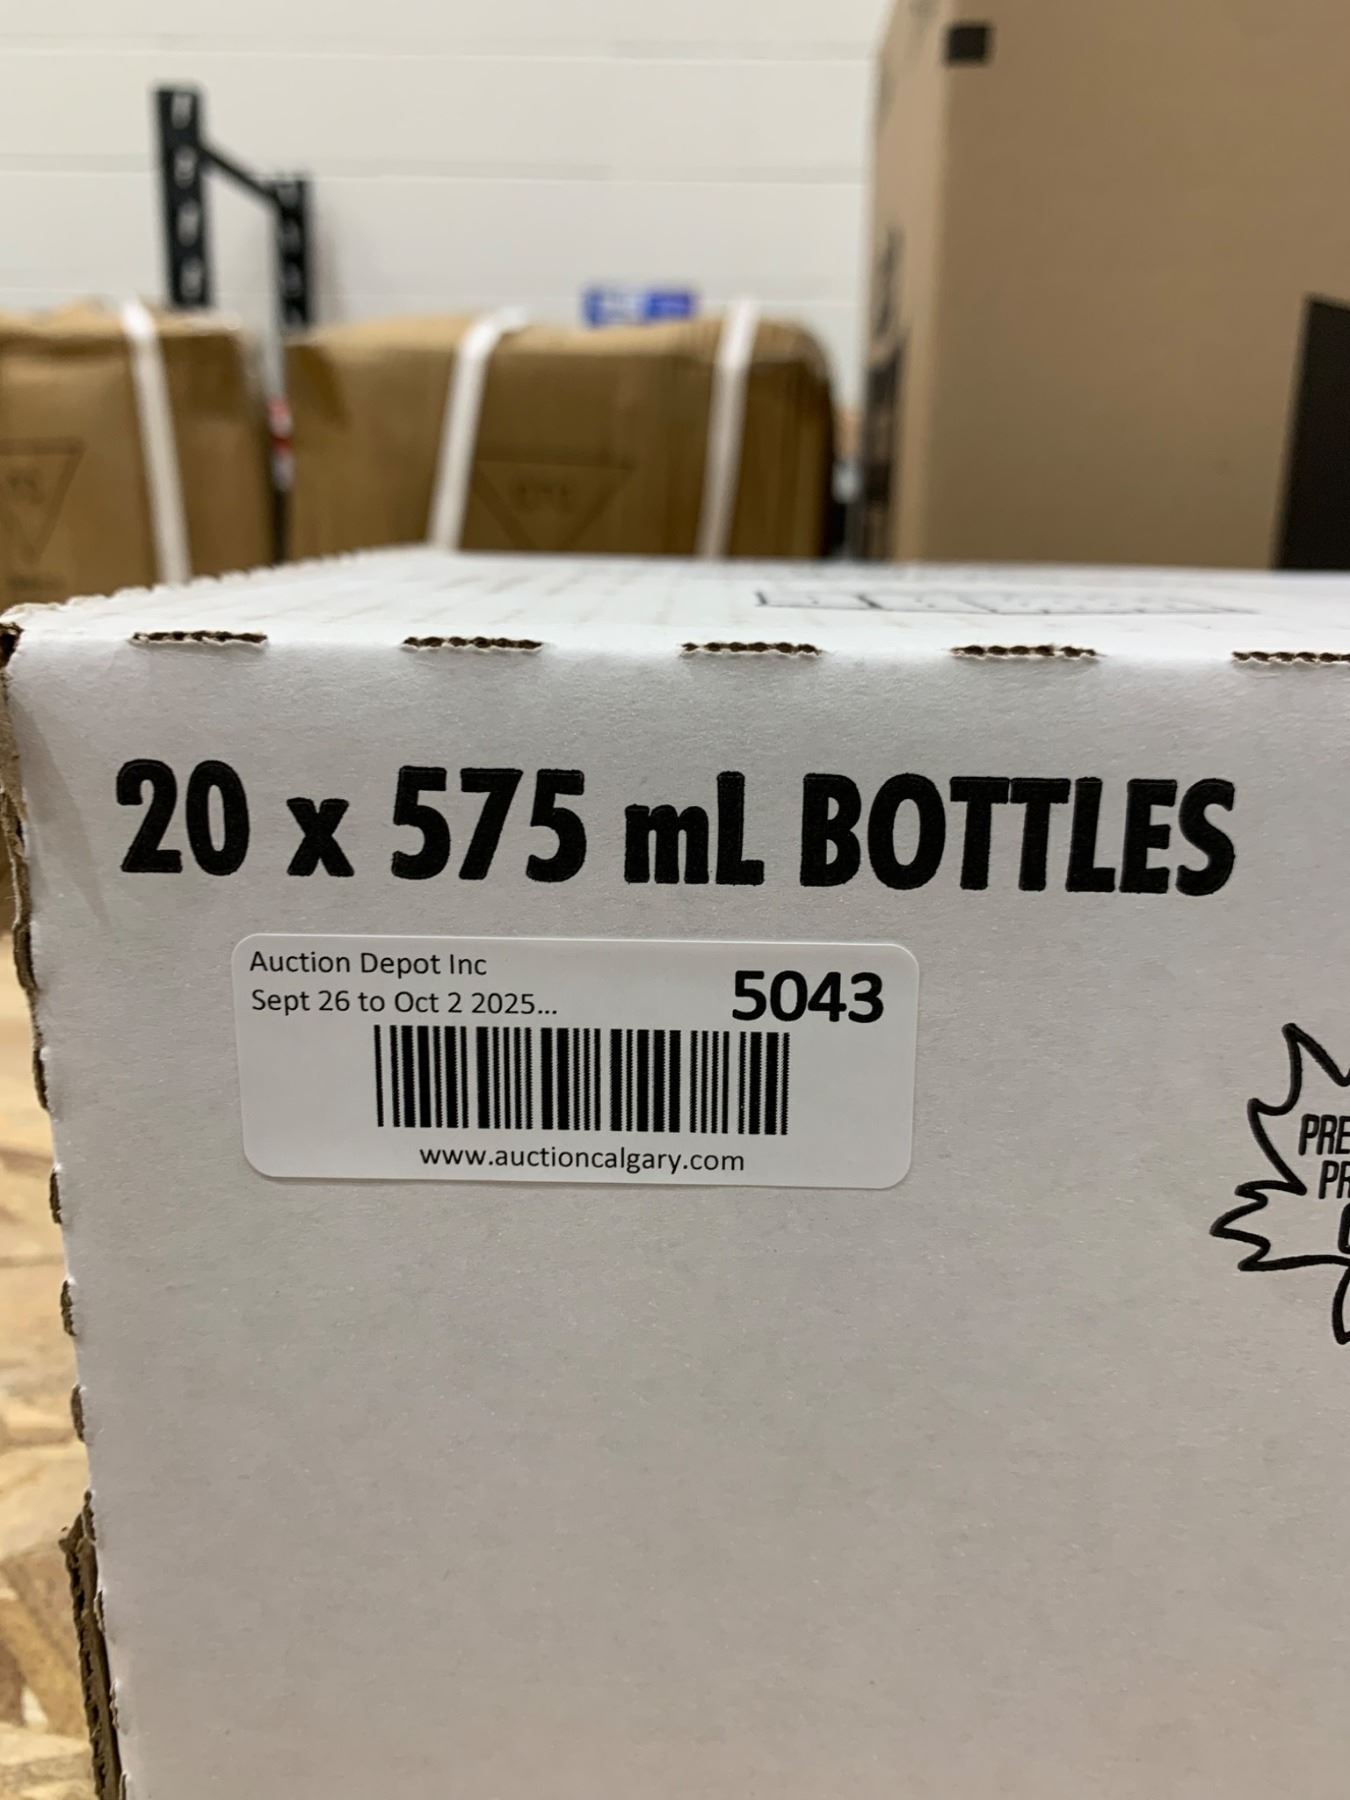 20 x 575 mL BOTTLES
Auction Depot Inc
Sept 26 to Oct 2 2025...
5043
www.auctioncalgary.com